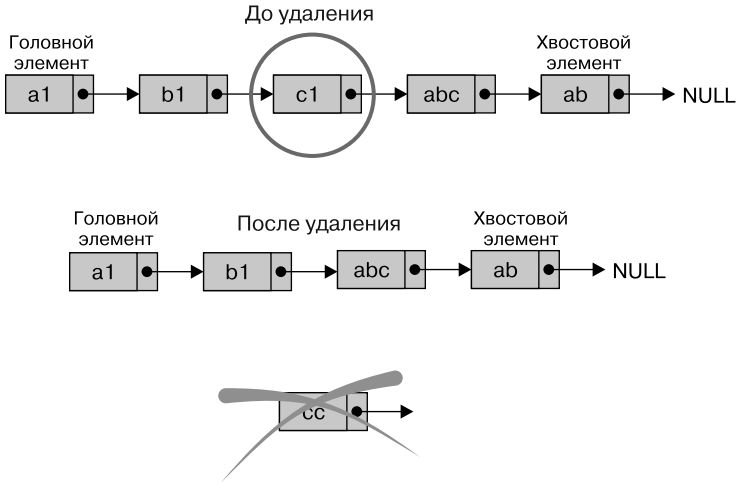 До удаления
Головной
элемент
Хвостовой
элемент
a1 b1 c1 abc ab NULL
Головной
элемент
После удаления
Хвостовой
элемент
a1 b1 abc ab NULL
cc